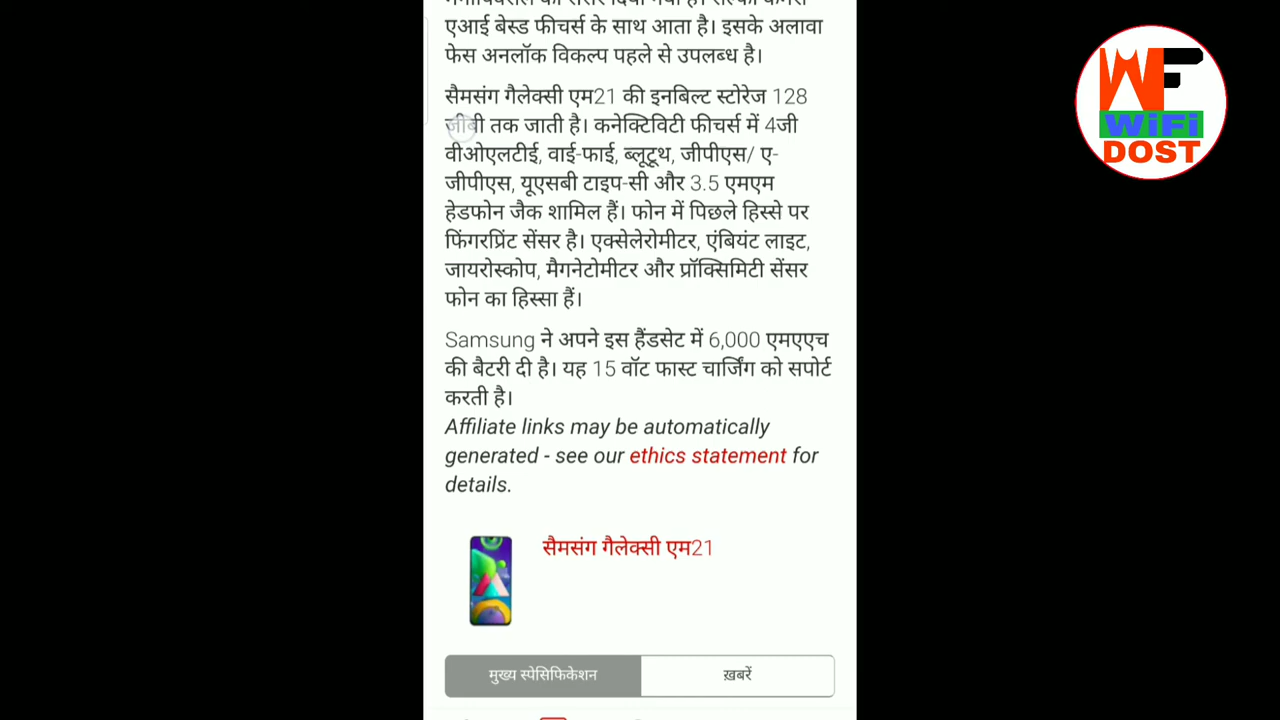 एआई बेस्ड फीचर्स के साथ आता है। इसके अलावा
फेस अनलॉक विकल्प पहले से उपलब्ध है।
सैमसंग गैलेक्सी एम21 की इनबिल्ट स्टोरेज 128
जीबी तक जाती है। कनेक्टिविटी फीचर्स में 4जी
वीओएलटीई, वाई-फाई, ब्लूटूथ, जीपीएस/ ए-
जीपीएस, यूएसबी टाइप-सी और 3.5 एमएम
हेडफोन जैक शामिल हैं। फोन में पिछले हिस्से पर
फिंगरप्रिंट सेंसर है। एक्सेलेरोमीटर, एंबियंट लाइट,
जायरोस्कोप, मैगनेटोमीटर और प्रॉक्सिमिटी सेंसर
फोन का हिस्सा हैं।
Samsung ने अपने इस हैंडसेट में 6,000 एमएएच
की बैटरी दी है। यह 15 वॉट फास्ट चार्जिंग को सपोर्ट
करती है।
Affiliate links may be automatically
generated - see our ethics statement for
details.
सैमसंग गैलेक्सी एम21
मुख्य स्पेसिफिकेशन
ख़बरें
WF
WiFi
DOST